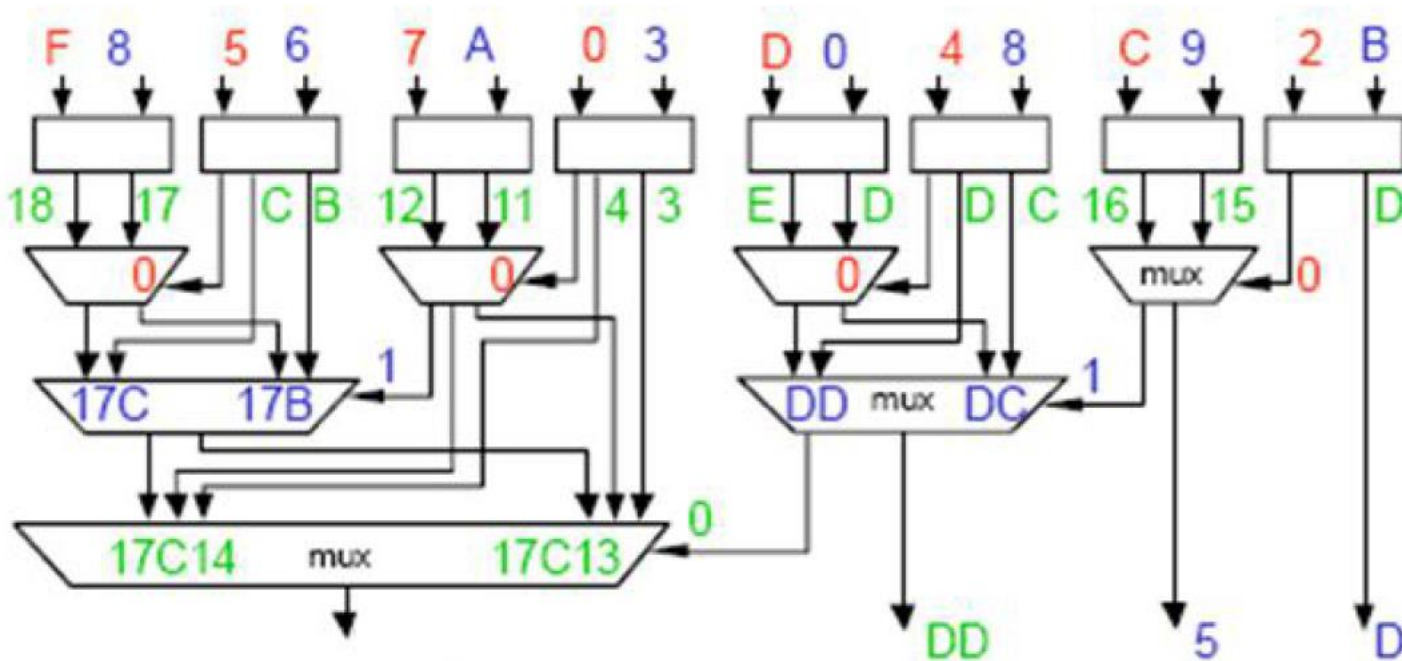 F 8 5 6 7 A 0 3 D 0 4 8 C 9 2 B
18 17 C B 12 11 4 3 E D D C 16 15 D
0 0 0 mux 0
1 1
17C 17B DD mux DC
0
17C14 mux 17C13
DD 5 D